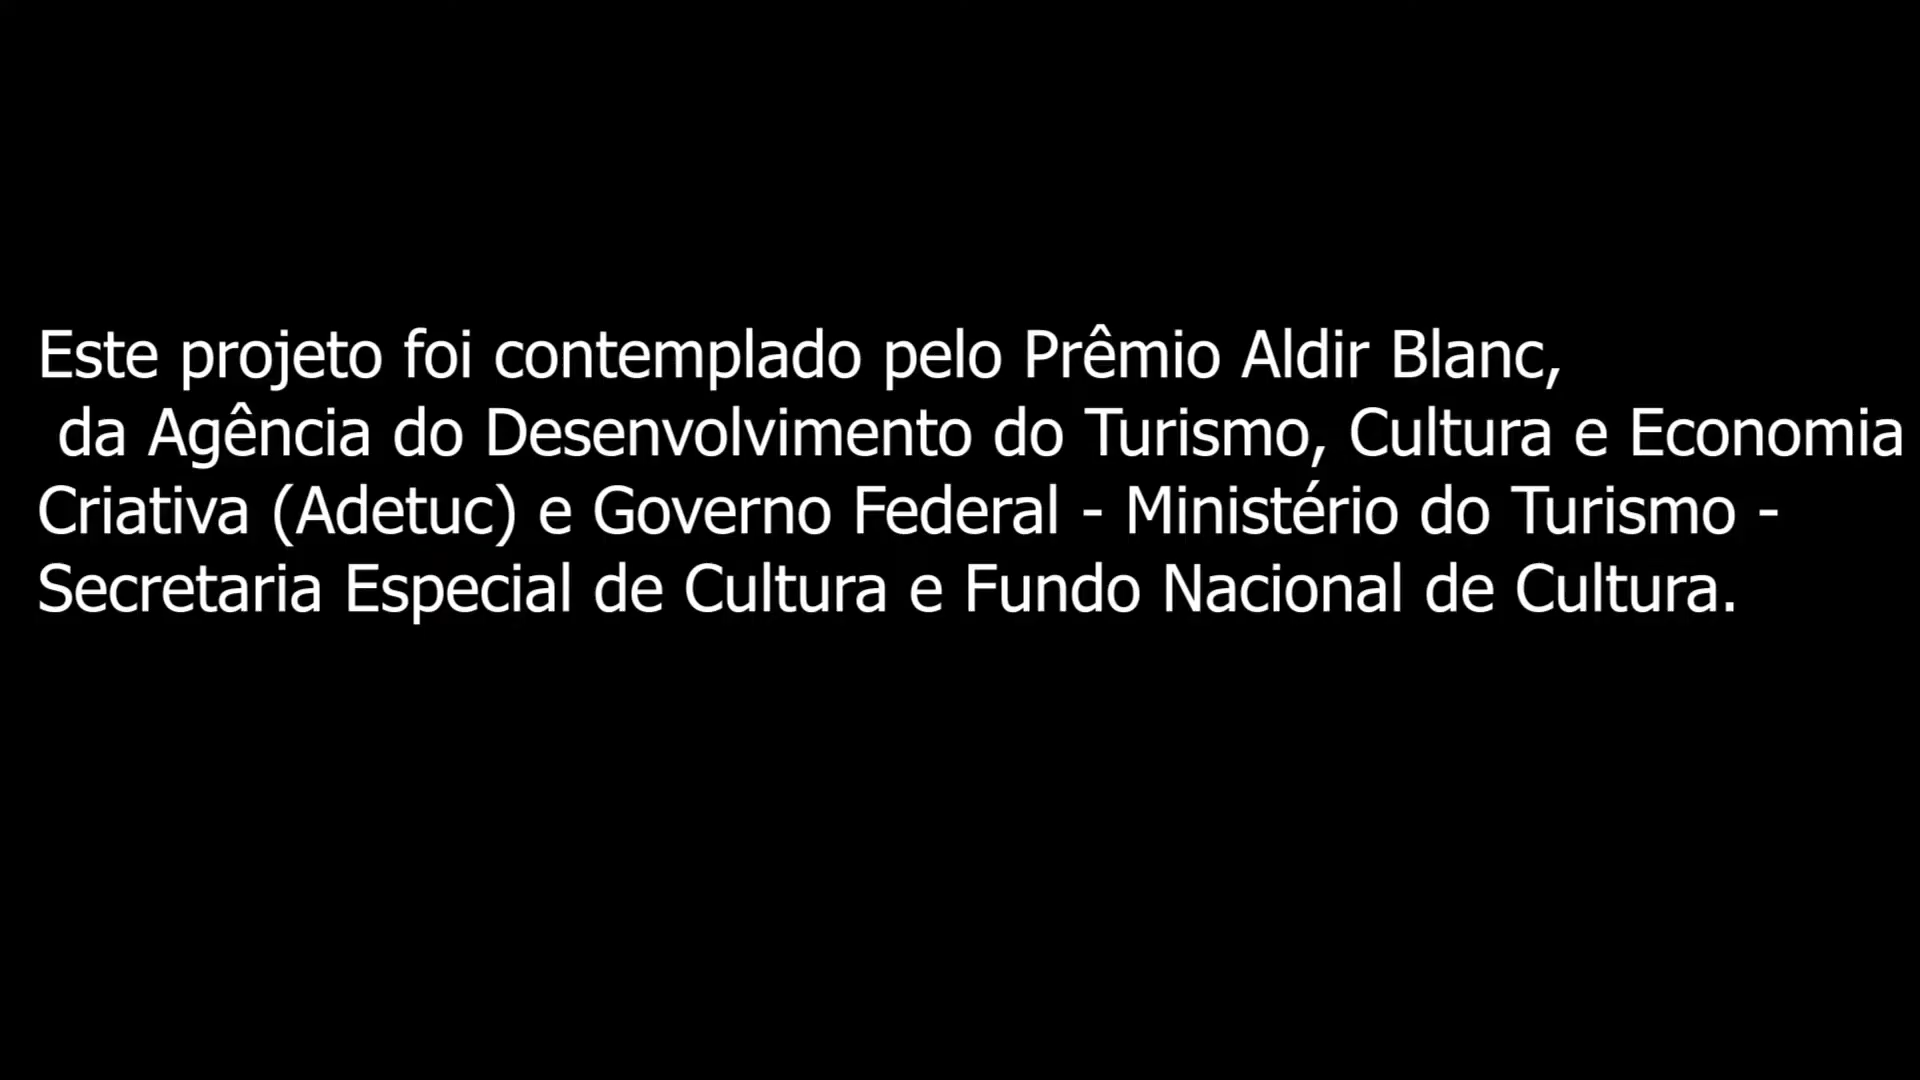 Este projeto foi contemplado pelo Prêmio Aldir Blanc,
da Agência do Desenvolvimento do Turismo, Cultura e Economia
Criativa (Adetuc) e Governo Federal - Ministério do Turismo -
Secretaria Especial de Cultura e Fundo Nacional de Cultura.